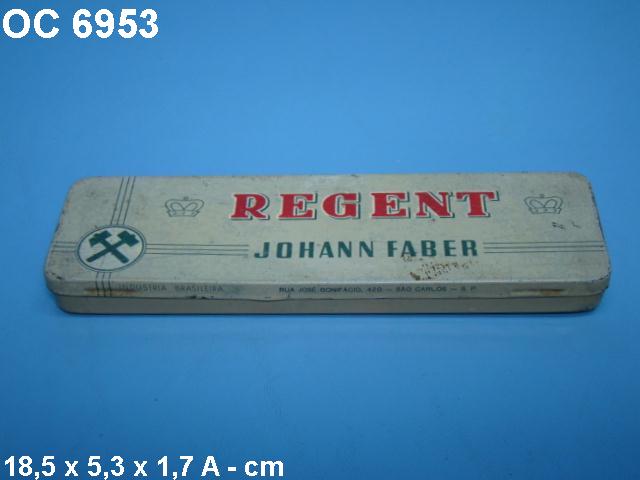 OC 6953
REGENT
JOHANN FABER
INDÚSTRIA BRASILEIRA
RUA JOSÉ BONIFÁCIO, 420 – SÃO CARLOS – S. P.
18,5 x 5,3 x 1,7 A - cm